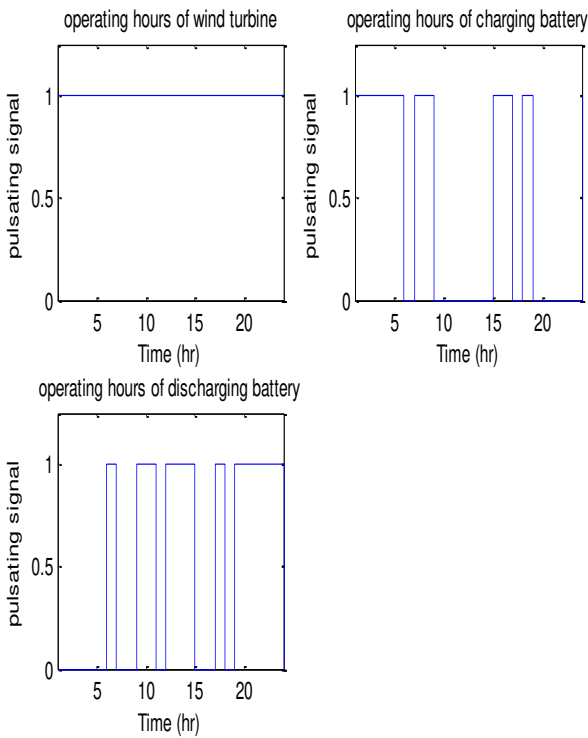 operating hours of wind turbine
pulsating signal
1
0.5
0
5 10 15 20
Time (hr)
operating hours of charging battery
pulsating signal
1
0.5
0
5 10 15 20
Time (hr)
operating hours of discharging battery
pulsating signal
1
0.5
0
5 10 15 20
Time (hr)